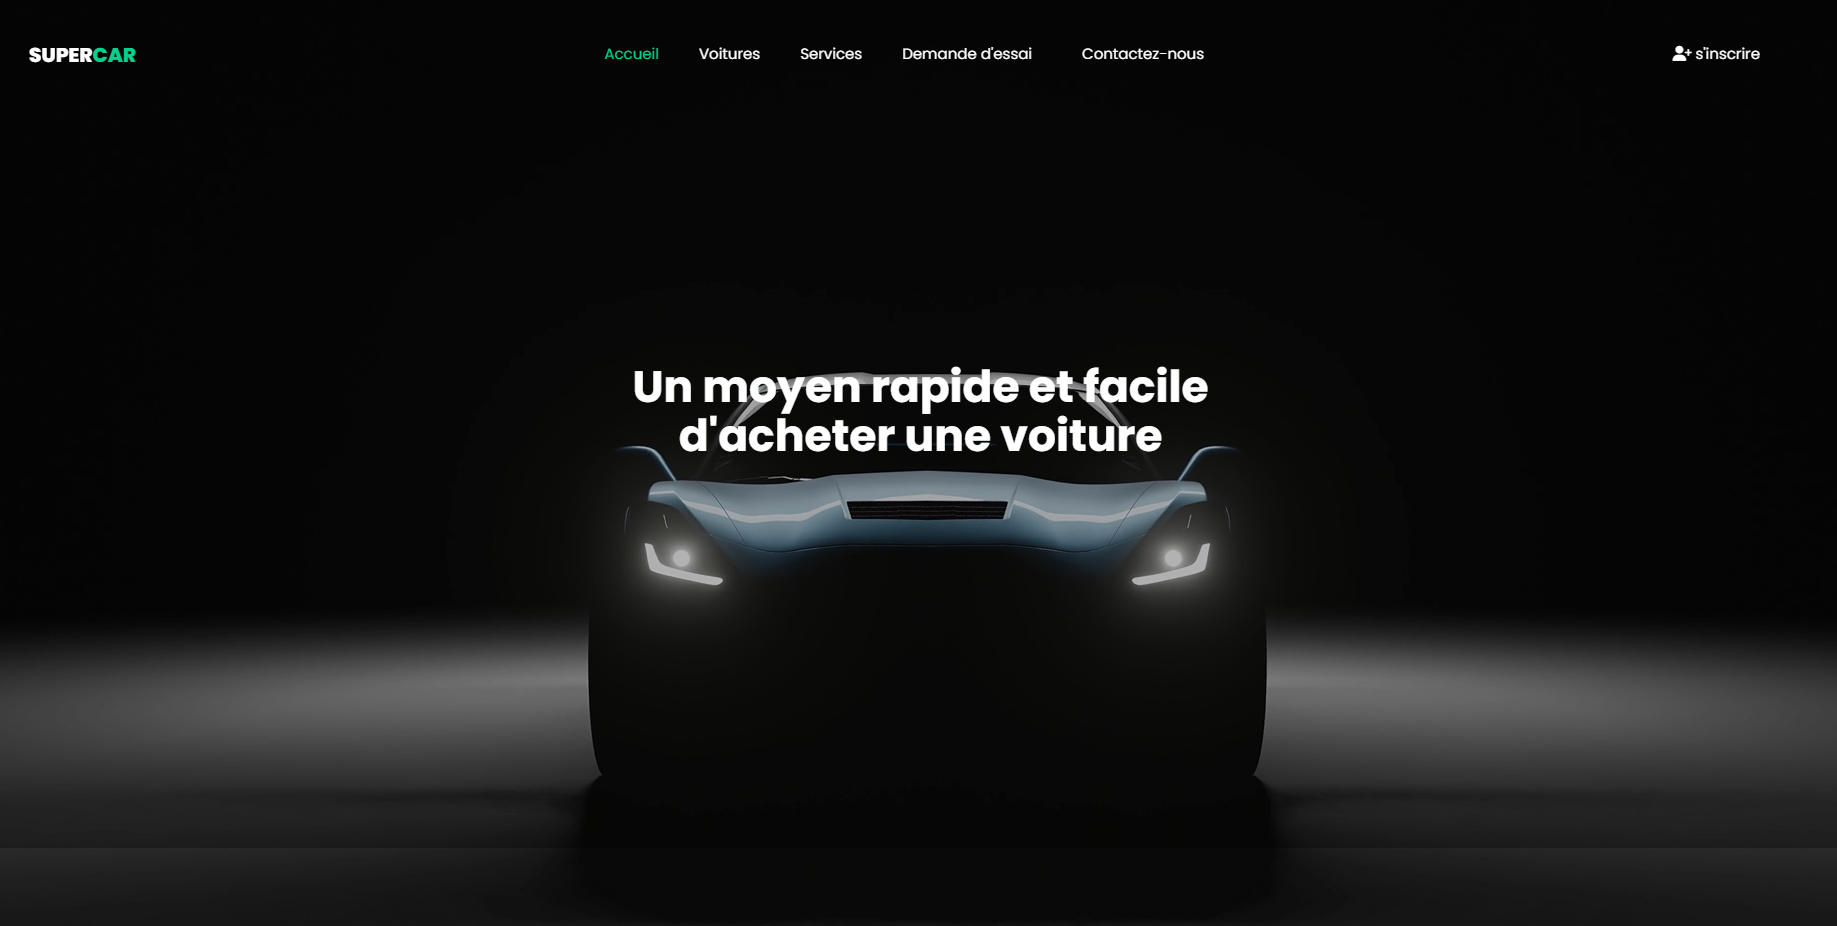 SUPERCAR
Accueil
Voitures
Services
Demande d'essai
Contactez-nous
s'inscrire
Un moyen rapide et facile
d'acheter une voiture